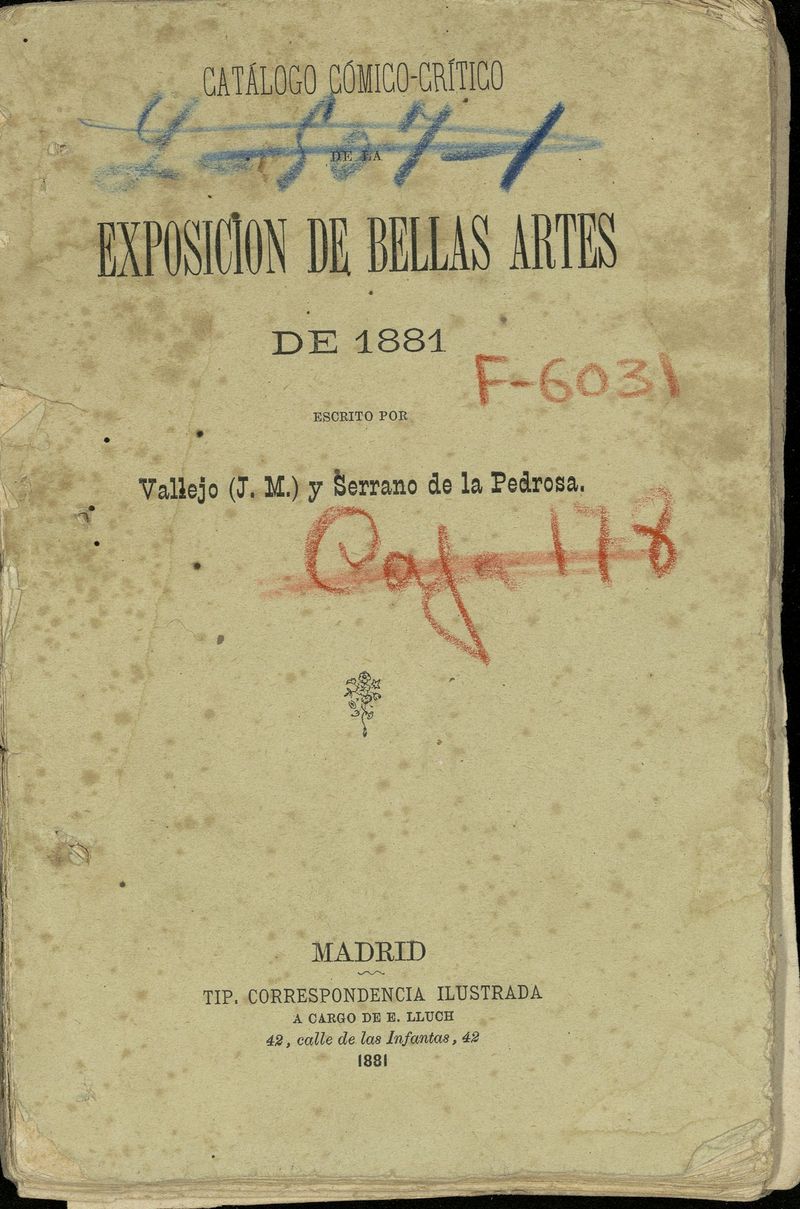 CATÁLOGO CÓMICO-CRÍTICO
DE LA
EXPOSICION DE BELLAS ARTES
DE 1881
F-6031
ESCRITO POR
Vallejo (J. M.) y Serrano de la Pedrosa.
Caja 178
MADRID
TIP. CORRESPONDENCIA ILUSTRADA
A CARGO DE E. LLUCH
42, calle de las Infantas, 42
1881